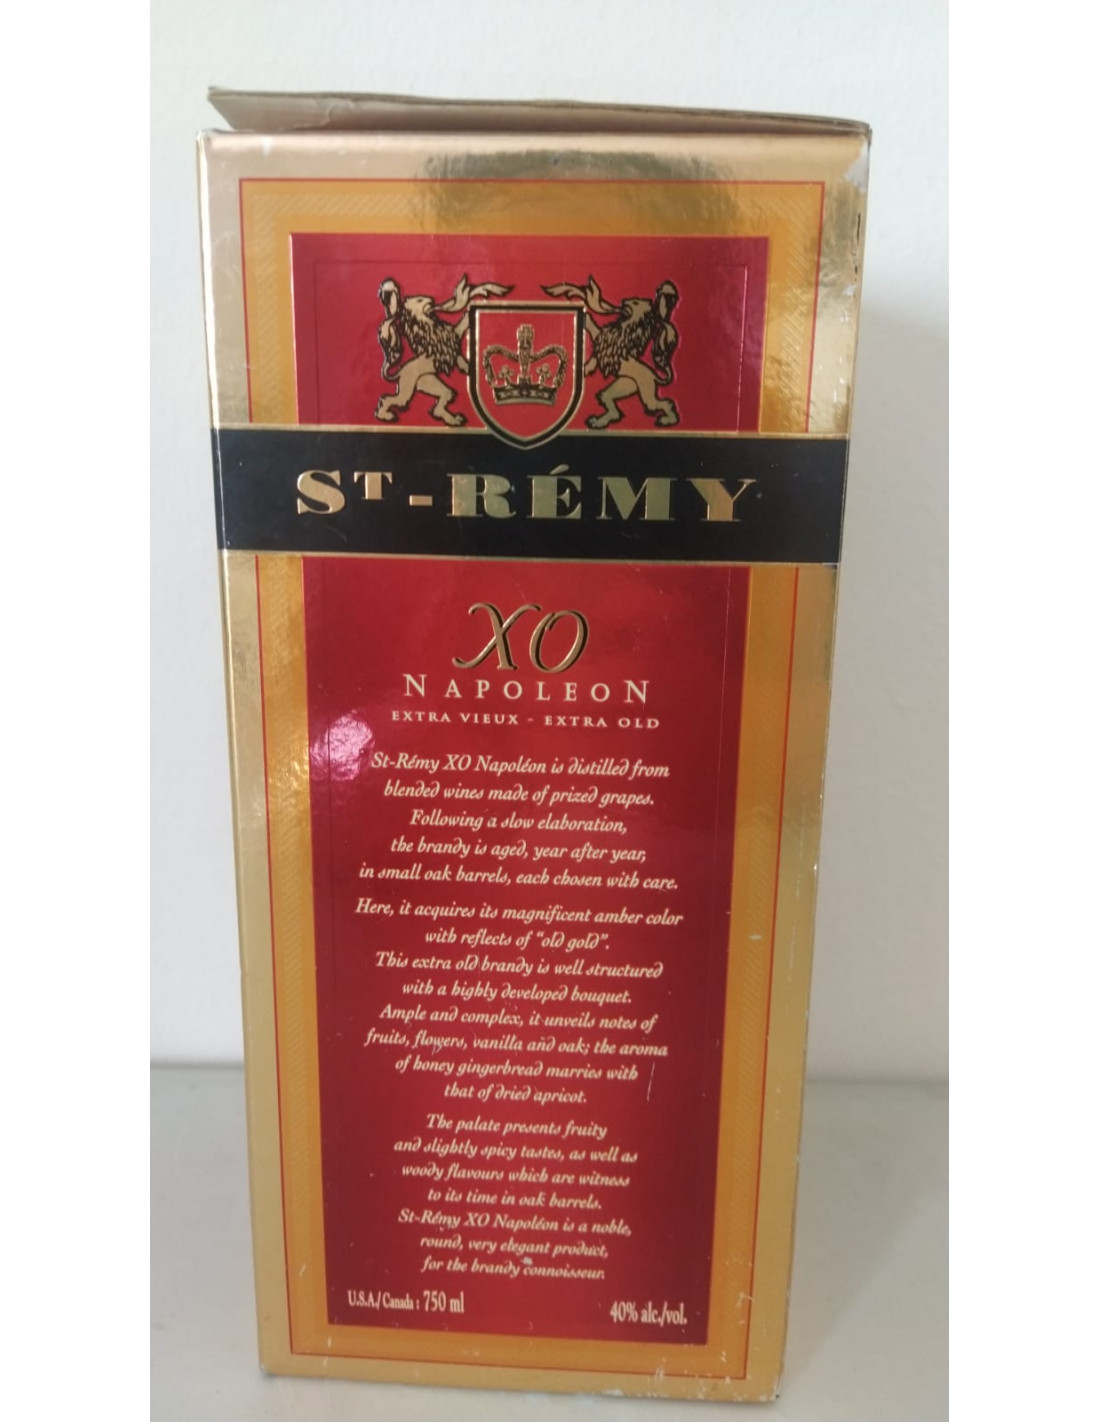 ST-RÉMY
XO
NAPOLEON
EXTRA VIEUX - EXTRA OLD
St-Rémy XO Napoléon is distilled from
blended wines made of prized grapes.
Following a slow elaboration,
the brandy is aged, year after year,
in small oak barrels, each chosen with care.
Here, it acquires its magnificent amber color
with reflects of "old gold".
This extra old brandy is well structured
with a highly developed bouquet.
Ample and complex, it unveils notes of
fruits, flowers, vanilla and oak; the aroma
of honey gingerbread marries with
that of dried apricot.
The palate presents fruity
and slightly spicy tastes, as well as
woody flavours which are witness
to its time in oak barrels.
St-Rémy XO Napoléon is a noble,
round, very elegant product,
for the brandy connoisseur.
U.S.A./ Canada : 750 ml
40% alc./vol.